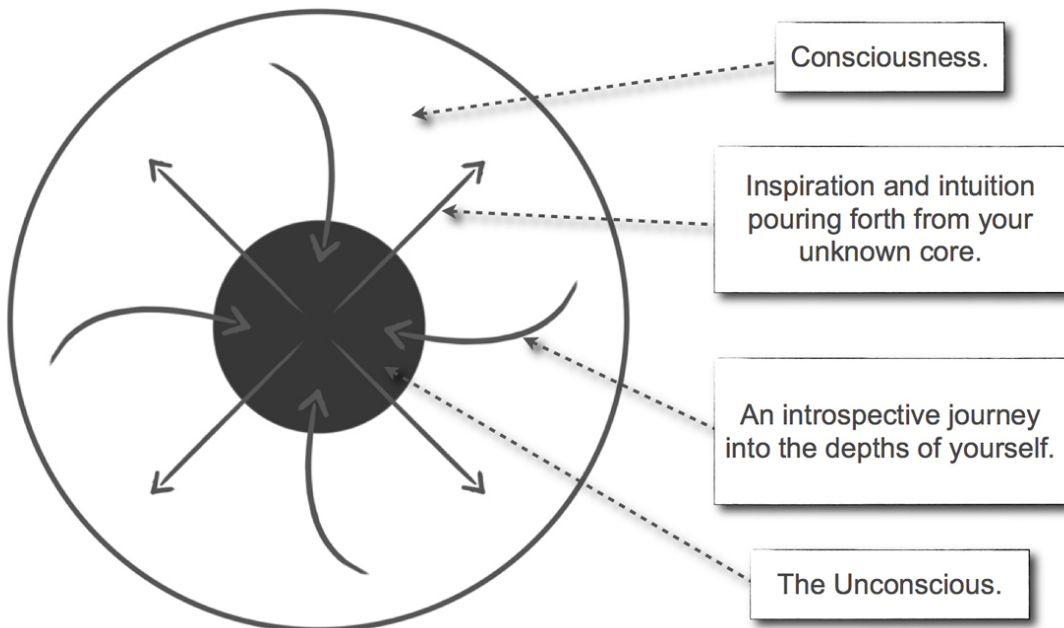 Consciousness.
Inspiration and intuition
pouring forth from your
unknown core.
An introspective journey
into the depths of yourself.
The Unconscious.